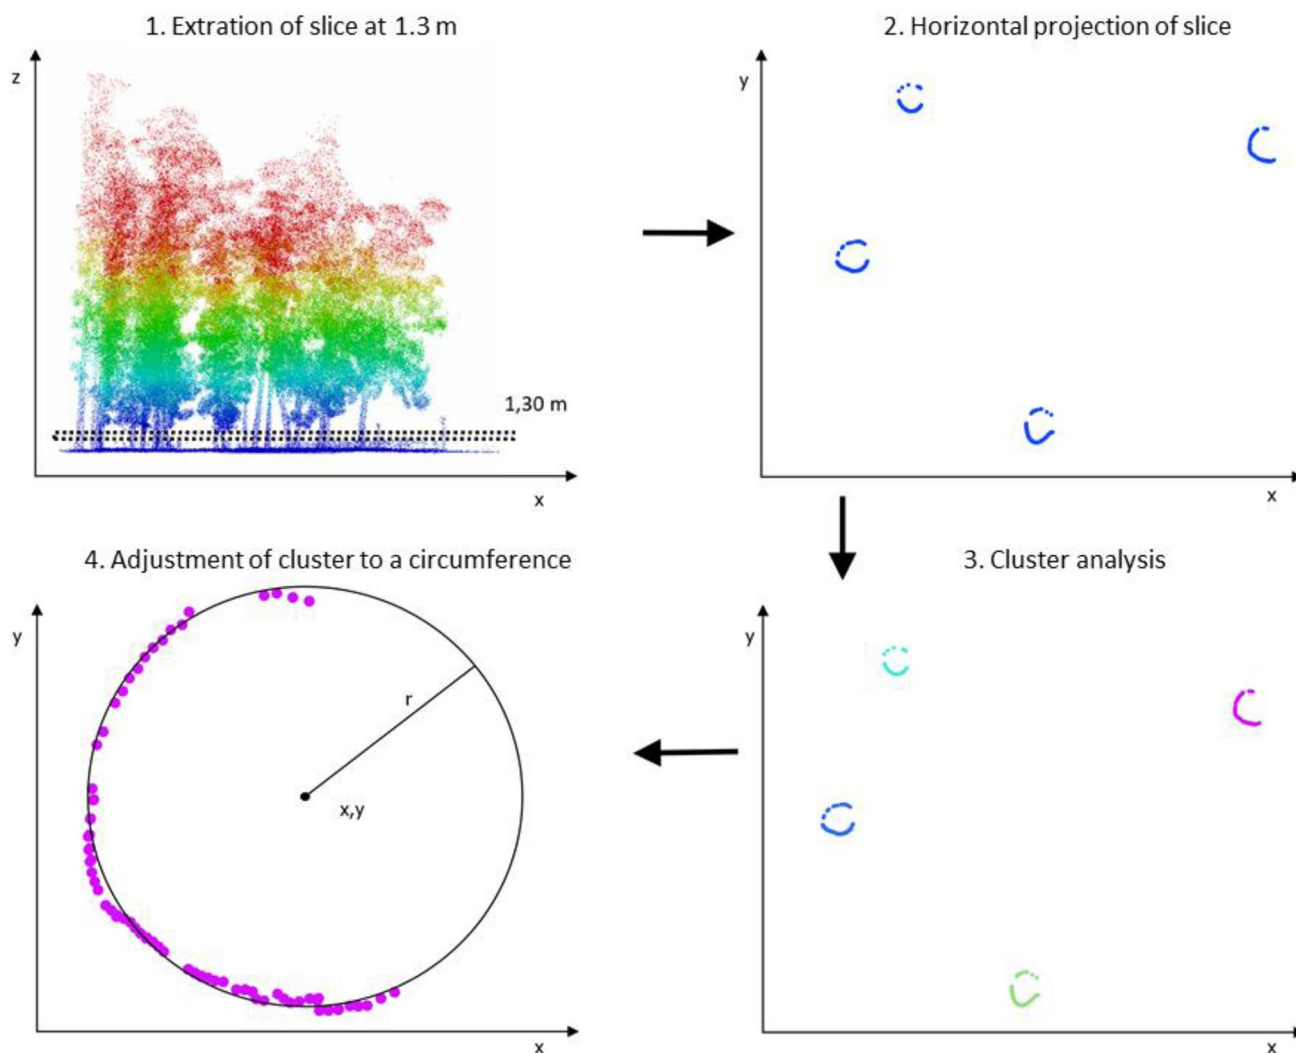 1. Extration of slice at 1.3 m
2. Horizontal projection of slice
z
1,30 m
x
y
x
4. Adjustment of cluster to a circumference
3. Cluster analysis
y
r
x,y
x
y
x